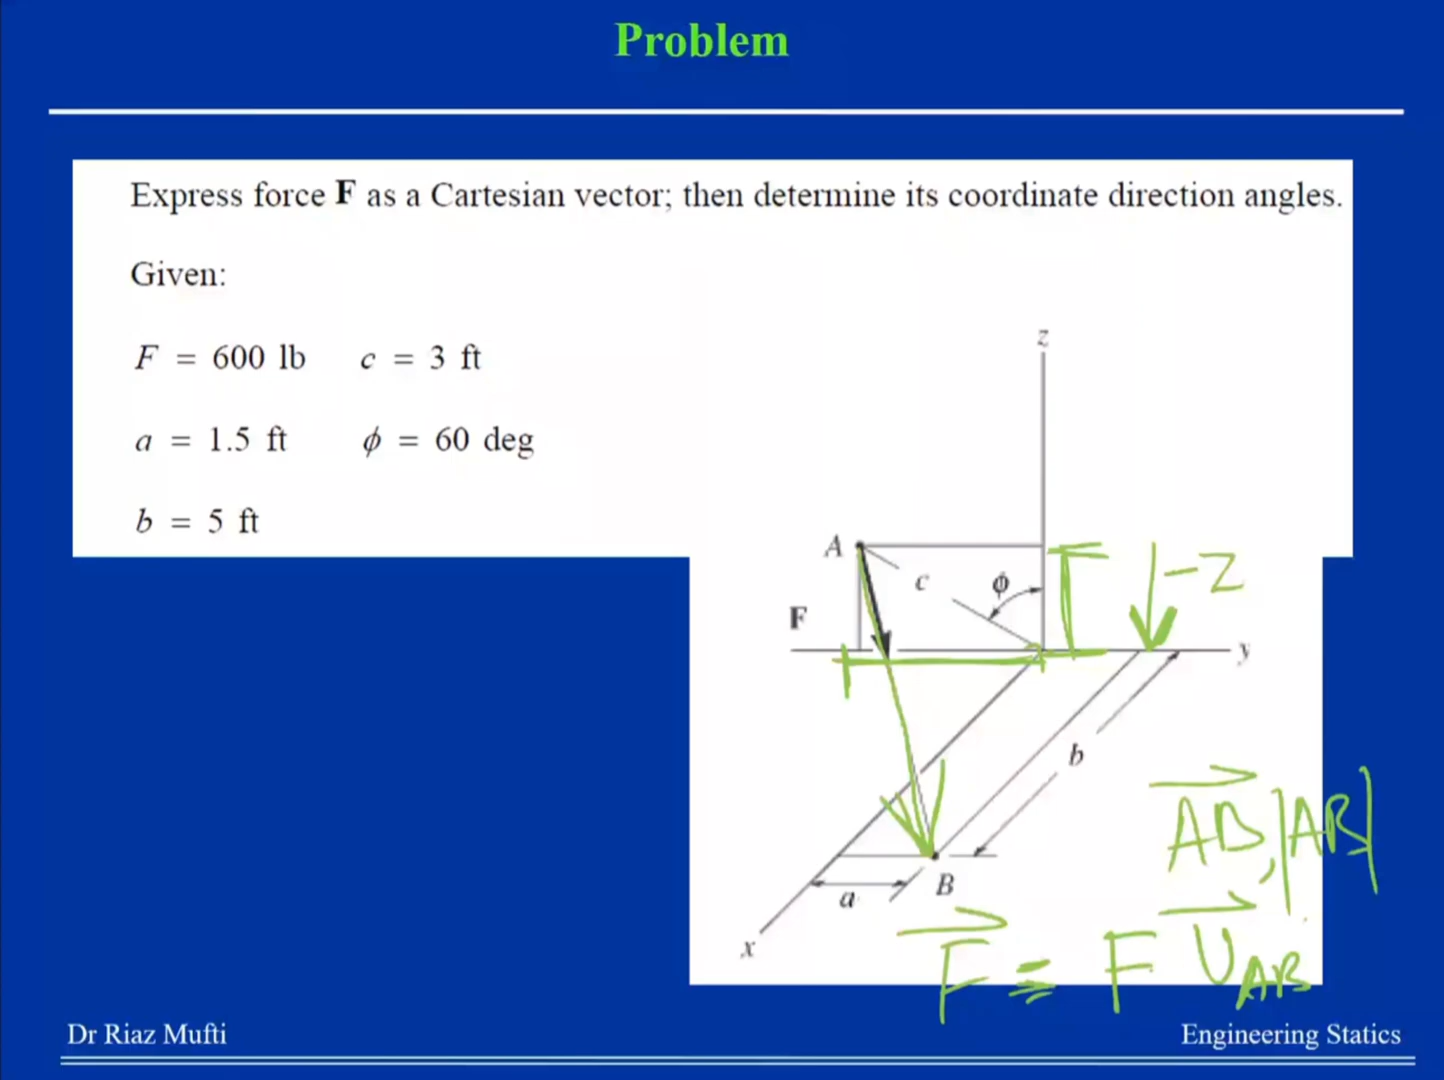 Problem
Express force F as a Cartesian vector; then determine its coordinate direction angles.
Given:
F = 600 lb c = 3 ft
a = 1.5 ft ϕ = 60 deg
b = 5 ft
z
A
c
ϕ
-Z
F
y
b
AB, |AB|
a
B
x
F = F U_AB
Dr Riaz Mufti
Engineering Statics